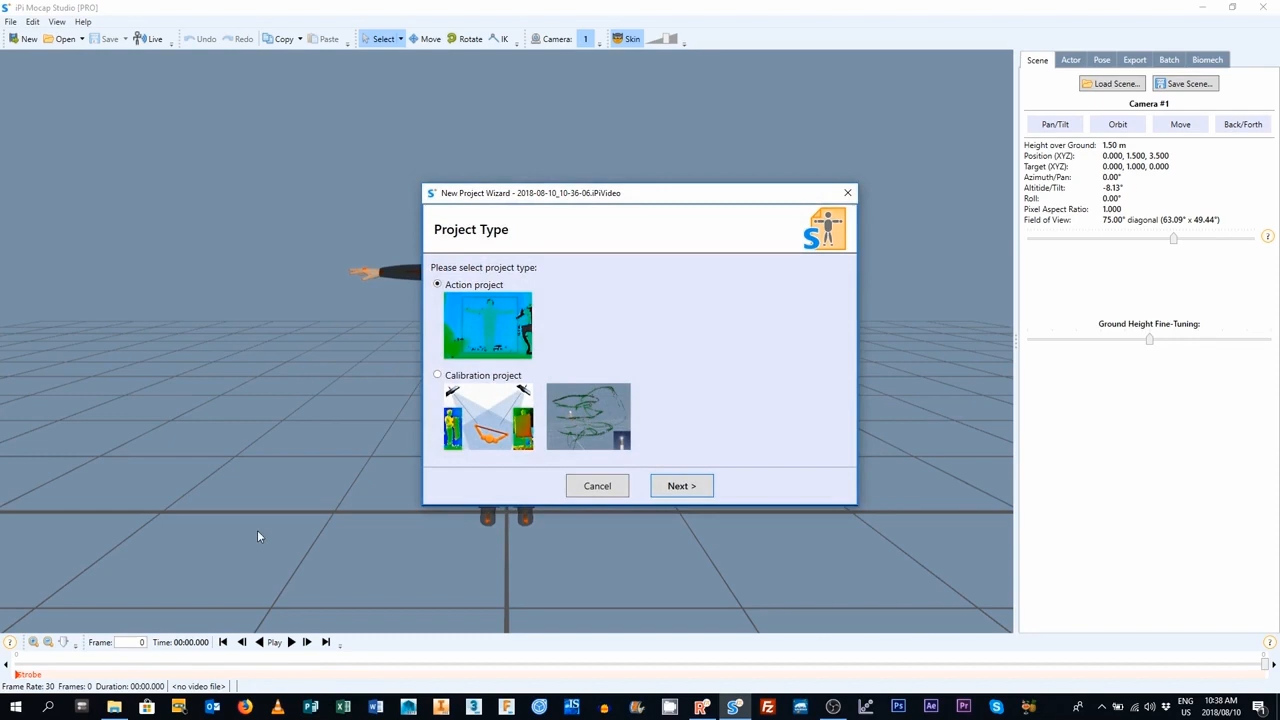 iPi Mocap Studio [PRO]
File Edit View Help
New Open Save Live Undo Redo Copy Paste Select Move Rotate IK Camera: 1 Skin
Scene Actor Pose Export Batch Biomech
Load Scene... Save Scene...
Camera #1
Pan/Tilt Orbit Move Back/Forth
Height over Ground: 1.50 m
Position (XYZ): 0.000, 1.500, 3.500
Target (XYZ): 0.000, 1.000, 0.000
Azimuth/Pan: 0.00°
Altitide/Tilt: -8.13°
Roll: 0.00°
Pixel Aspect Ratio: 1.000
Field of View: 75.00° diagonal (63.09° x 49.44°)
Ground Height Fine-Tuning:
New Project Wizard - 2018-08-10_10-36-06.iPiVideo
Project Type
Please select project type:
Action project
Calibration project
Cancel Next >
Frame: 0 Time: 00:00.000 Play
0 0
Strobe
Frame Rate: 30 Frames: 0 Duration: 00:00.000 <no video file>
ENG 10:38 AM
US 2018/08/10